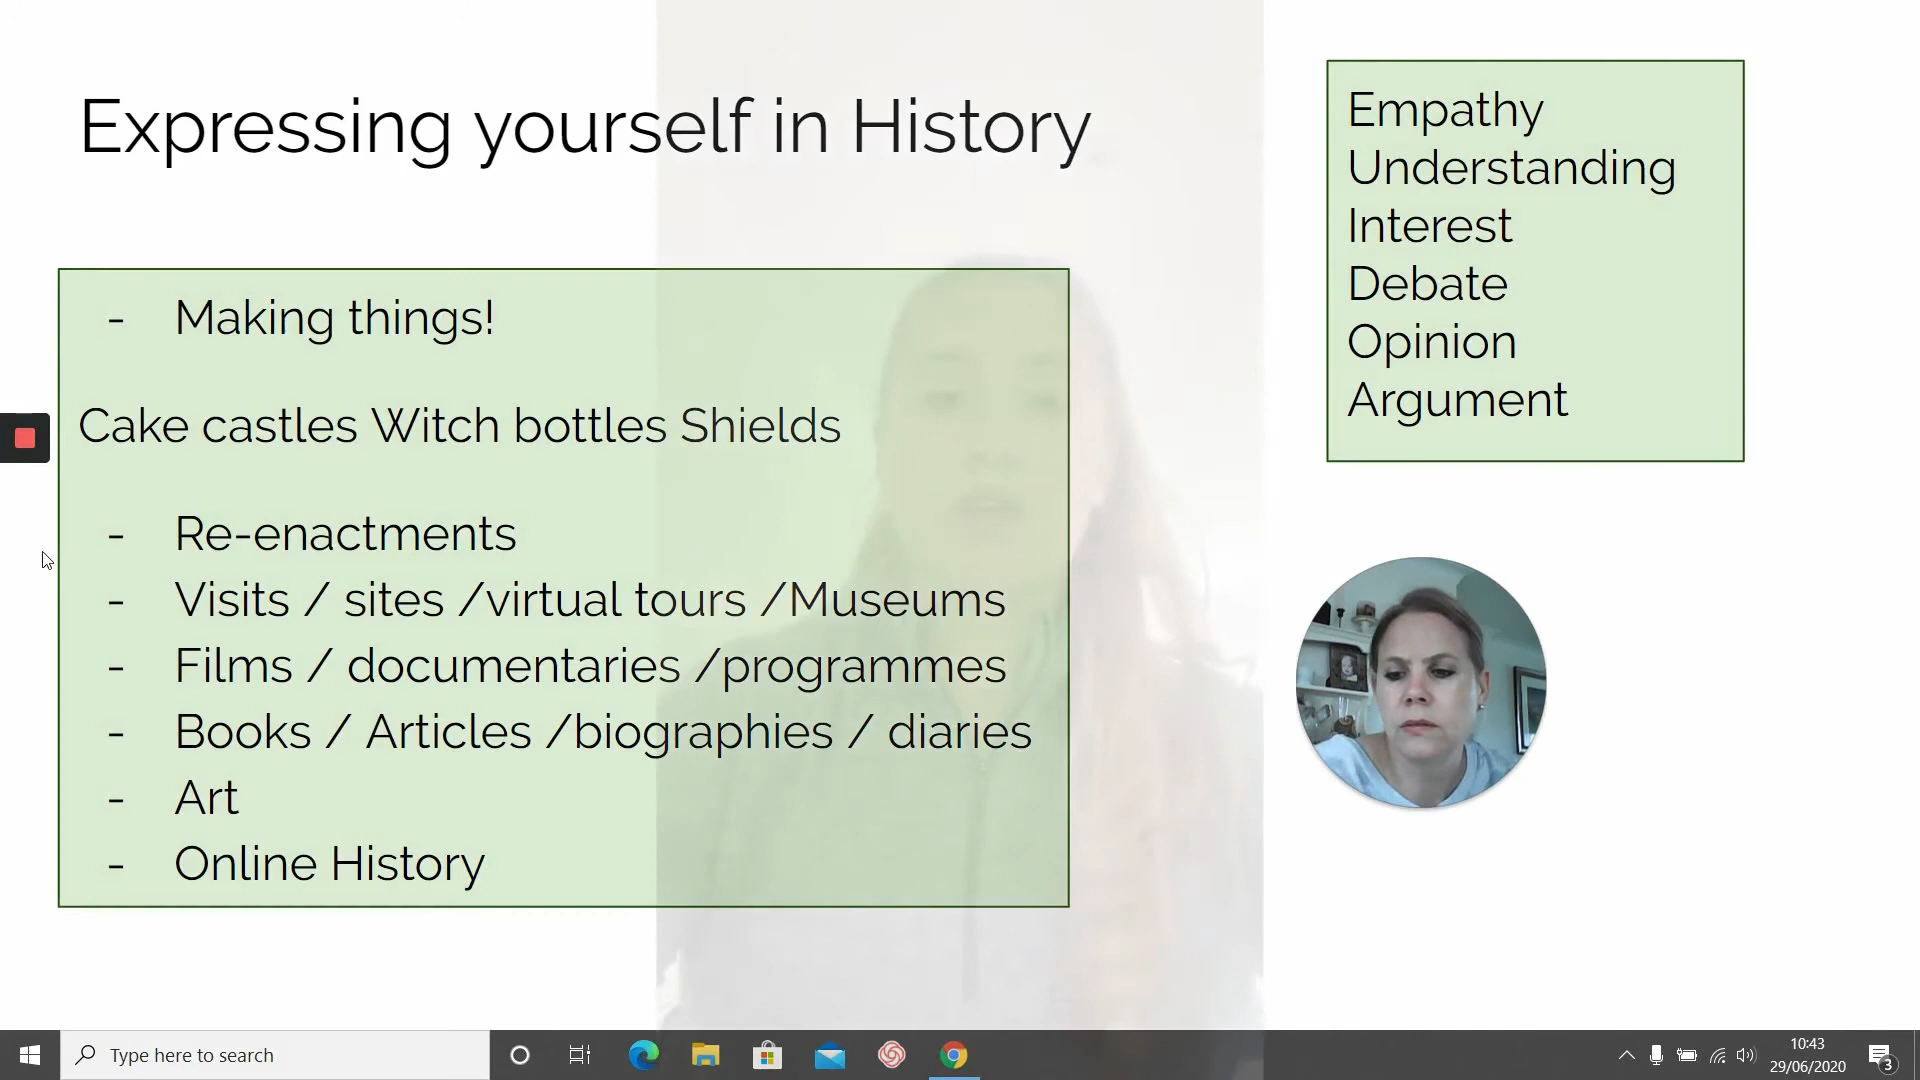 Expressing yourself in History
- Making things!
Cake castles Witch bottles Shields
- Re-enactments
- Visits / sites /virtual tours /Museums
- Films / documentaries /programmes
- Books / Articles /biographies / diaries
- Art
- Online History
Empathy
Understanding
Interest
Debate
Opinion
Argument
Type here to search
10:43
29/06/2020
3